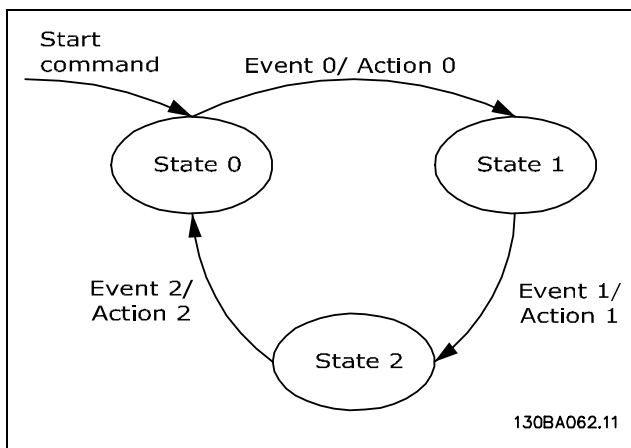 Start
command
Event 0/ Action 0
State 0
State 1
Event 2/
Action 2
Event 1/
Action 1
State 2
130BA062.11